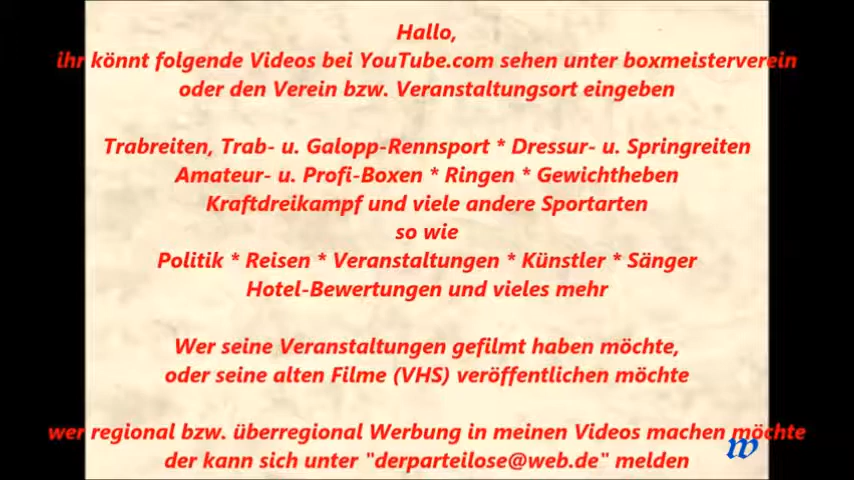 Hallo,
ihr könnt folgende Videos bei YouTube.com sehen unter boxmeisterverein
oder den Verein bzw. Veranstaltungsort eingeben
Trabreiten, Trab- u. Galopp-Rennsport * Dressur- u. Springreiten
Amateur- u. Profi-Boxen * Ringen * Gewichtheben
Kraftdreikampf und viele andere Sportarten
so wie
Politik * Reisen * Veranstaltungen * Künstler * Sänger
Hotel-Bewertungen und vieles mehr
Wer seine Veranstaltungen gefilmt haben möchte,
oder seine alten Filme (VHS) veröffentlichen möchte
wer regional bzw. überregional Werbung in meinen Videos machen möchte
der kann sich unter "derparteilose@web.de" melden
w